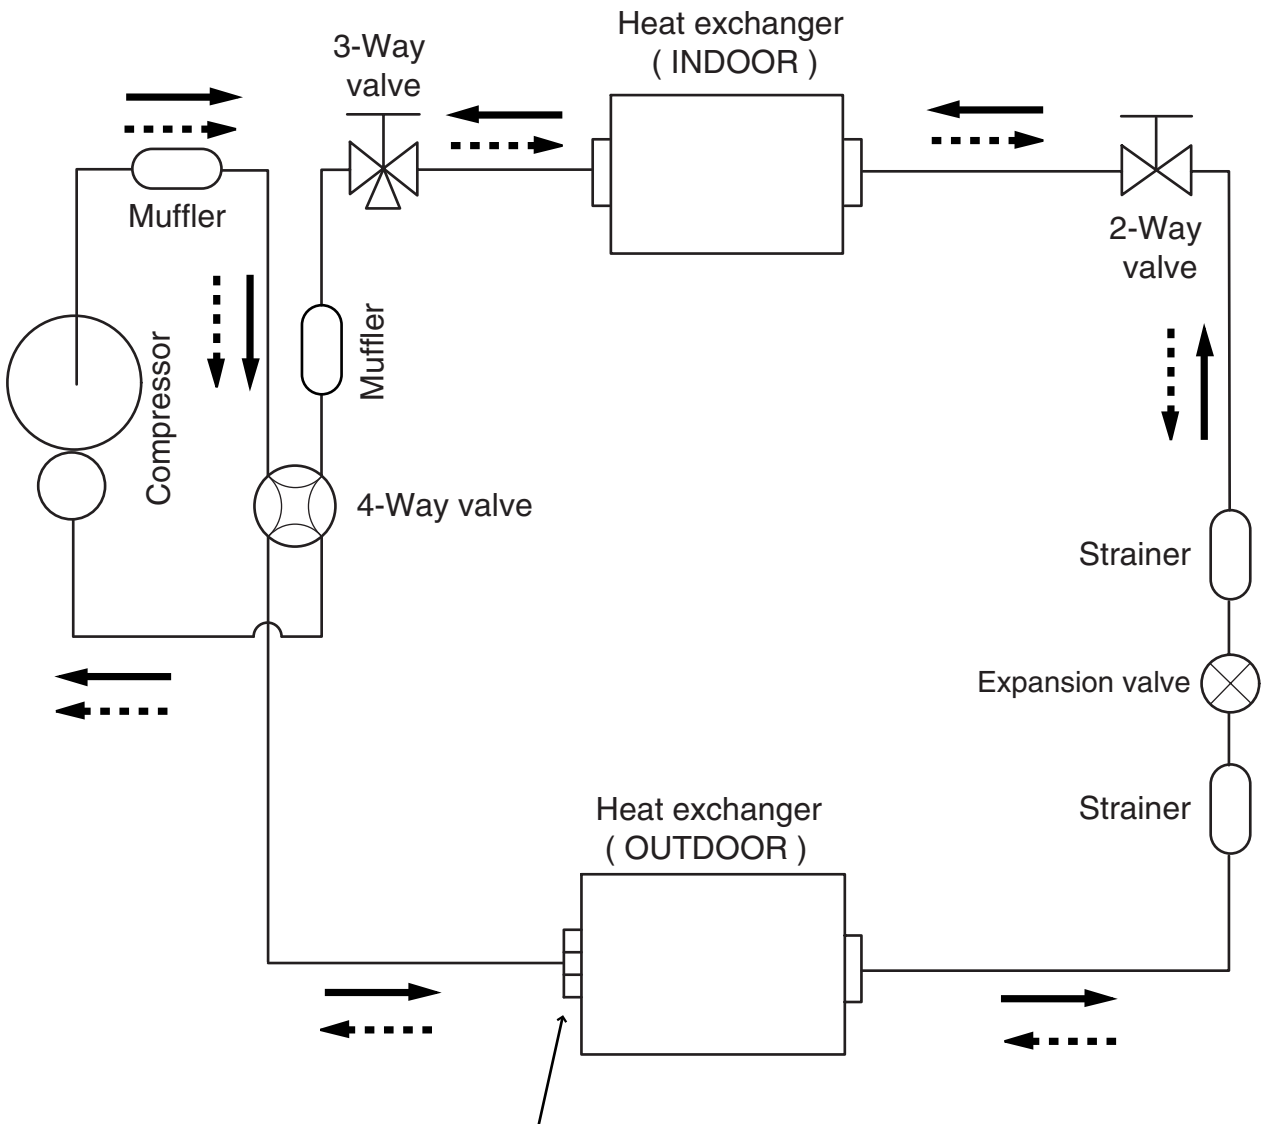 Heat exchanger
( INDOOR )
3-Way
valve
Muffler
2-Way
valve
Muffler
Compressor
4-Way valve
Strainer
Expansion valve
Strainer
Heat exchanger
( OUTDOOR )